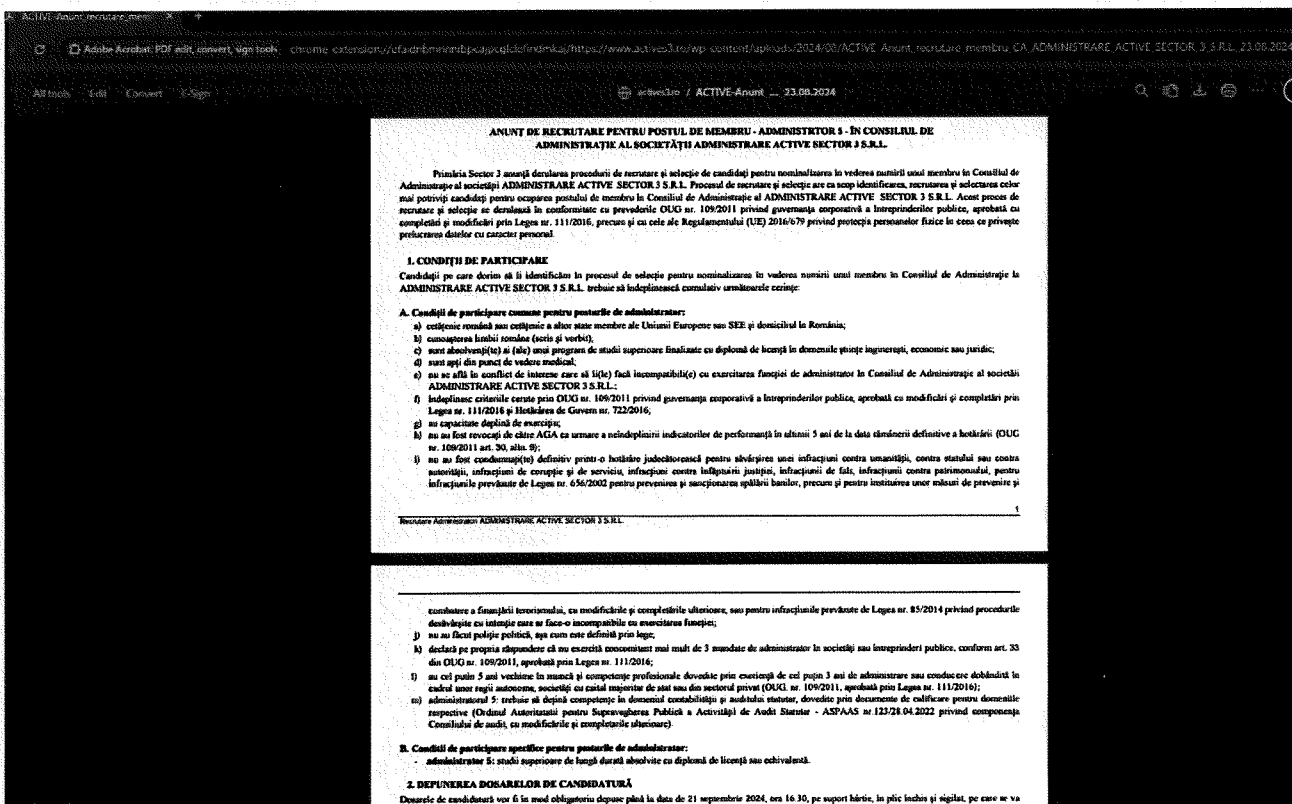 ACTIVE-Anunt_recrutare_mem
Adobe Acrobat: PDF edit, convert, sign tools chrome-extension://efaidnbmnnnibpcajpcglclefindmkaj/https://www.actives3.ro/wp-content/uploads/2024/08/ACTIVE-Anunt_recrutare_membru_CA_ADMINISTRARE_ACTIVE_SECTOR_3_S.R.L._23.08.2024
All tools Edit Convert E-Sign actives3.ro / ACTIVE-Anunt ... 23.08.2024
ANUNȚ DE RECRUTARE PENTRU POSTUL DE MEMBRU - ADMINISTRTOR 5 - ÎN CONSILIUL DE
ADMINISTRAȚIE AL SOCIETĂȚII ADMINISTRARE ACTIVE SECTOR 3 S.R.L.
Primăria Sector 3 anunță derularea procedurii de recrutare și selecție de candidați pentru nominalizarea în vederea numirii unui membru în Consiliul de
Administrație al societății ADMINISTRARE ACTIVE SECTOR 3 S.R.L. Procesul de recrutare și selecție are ca scop identificarea, recrutarea și selectarea celor
mai potriviți candidați pentru ocuparea postului de membru în Consiliul de Administrație al ADMINISTRARE ACTIVE SECTOR 3 S.R.L. Acest proces de
recrutare și selecție se derulează în conformitate cu prevederile OUG nr. 109/2011 privind guvernanța corporativă a întreprinderilor publice, aprobată cu
completări și modificări prin Legea nr. 111/2016, precum și cu cele ale Regulamentului (UE) 2016/679 privind protecția persoanelor fizice în ceea ce privește
prelucrarea datelor cu caracter personal.
1. CONDIȚII DE PARTICIPARE
Candidații pe care dorim să îi identificăm în procesul de selecție pentru nominalizarea în vederea numirii unui membru în Consiliul de Administrație la
ADMINISTRARE ACTIVE SECTOR 3 S.R.L. trebuie să îndeplinească cumulativ următoarele cerințe:
A. Condiții de participare comune pentru posturile de administrator:
a) cetățenie română sau cetățenie a altor state membre ale Uniunii Europene sau SEE și domiciliul în România;
b) cunoașterea limbii române (scris și vorbit);
c) sunt absolvenți(te) ai (ale) unui program de studii superioare finalizate cu diplomă de licență în domeniile științe inginerești, economic sau juridic;
d) sunt apți din punct de vedere medical;
e) nu se află în conflict de interese care să îi(le) facă incompatibili(e) cu exercitarea funcției de administrator în Consiliul de Administrație al societăii
ADMINISTRARE ACTIVE SECTOR 3 S.R.L.;
f) îndeplinesc criteriile cerute prin OUG nr. 109/2011 privind guvernanța corporativă a întreprinderilor publice, aprobată cu modificări și completări prin
Legea nr. 111/2016 și Hotărârea de Guvern nr. 722/2016;
g) au capacitate deplină de exercițiu;
h) nu au fost revocați de către AGA ca urmare a neîndeplinirii indicatorilor de performanță în ultimii 5 ani de la data rămânerii definitive a hotărârii (OUG
nr. 109/2011 art. 30, alin. 9);
i) nu au fost condamnați(te) definitiv printr-o hotărâre judecătorească pentru săvârșirea unei infracțiuni contra umanității, contra statului sau contra
autorității, infracțiuni de corupție și de serviciu, infracțiuni contra înfăptuirii justiției, infracțiunii de fals, infracțiunii contra patrimoniului, pentru
infracțiunile prevăzute de Legea nr. 656/2002 pentru prevenirea și sancționarea spălării banilor, precum și pentru instituirea unor măsuri de prevenire și
1
Recrutare Administratori ADMINISTRARE ACTIVE SECTOR 3 S.R.L.
combatere a finanțării terorismului, cu modificările și completările ulterioare, sau pentru infracțiunile prevăzute de Legea nr. 85/2014 privind procedurile
desăvârșite cu intenție care ar face-o incompatibile cu exercitarea funcției;
j) nu au făcut poliție politică, așa cum este definită prin lege;
k) declară pe propria răspundere că nu exercită concomitent mai mult de 3 mandate de administrator în societăți sau întreprinderi publice, conform art. 33
din OUG nr. 109/2011, aprobată prin Legea nr. 111/2016;
l) au cel puțin 5 ani vechime în muncă și competențe profesionale dovedite prin exeriență de cel puțin 3 ani de administrare sau conducere dobândită în
cadrul unor regii autonome, societăți cu caital majoritar de stat sau din sectorul privat (OUG. nr. 109/2011, aprobată prin Legea nr. 111/2016);
m) administratorul 5: trebuie să dețină competențe în domeniul contabilității și auditului statutar, dovedite prin documente de calificare pentru domeniile
respective (Ordinul Autorității pentru Supravegherea Publică a Activității de Audit Statutar - ASPAAS nr.123/28.04.2022 privind componența
Consiliului de audit, cu modificările și completările ulterioare)
B. Condiții de participare specifice pentru posturile de administrator:
- administrator 5: studii superioare de lungă durată absolvite cu diplomă de licență sau echivalentă.
2. DEPUNEREA DOSARELOR DE CANDIDATURĂ
Dosarele de candidatură vor fi în mod obligatoriu depuse până la data de 21 septembrie 2024, ora 16.30, pe suport hârtie, în plic închis și sigilat, pe care se va